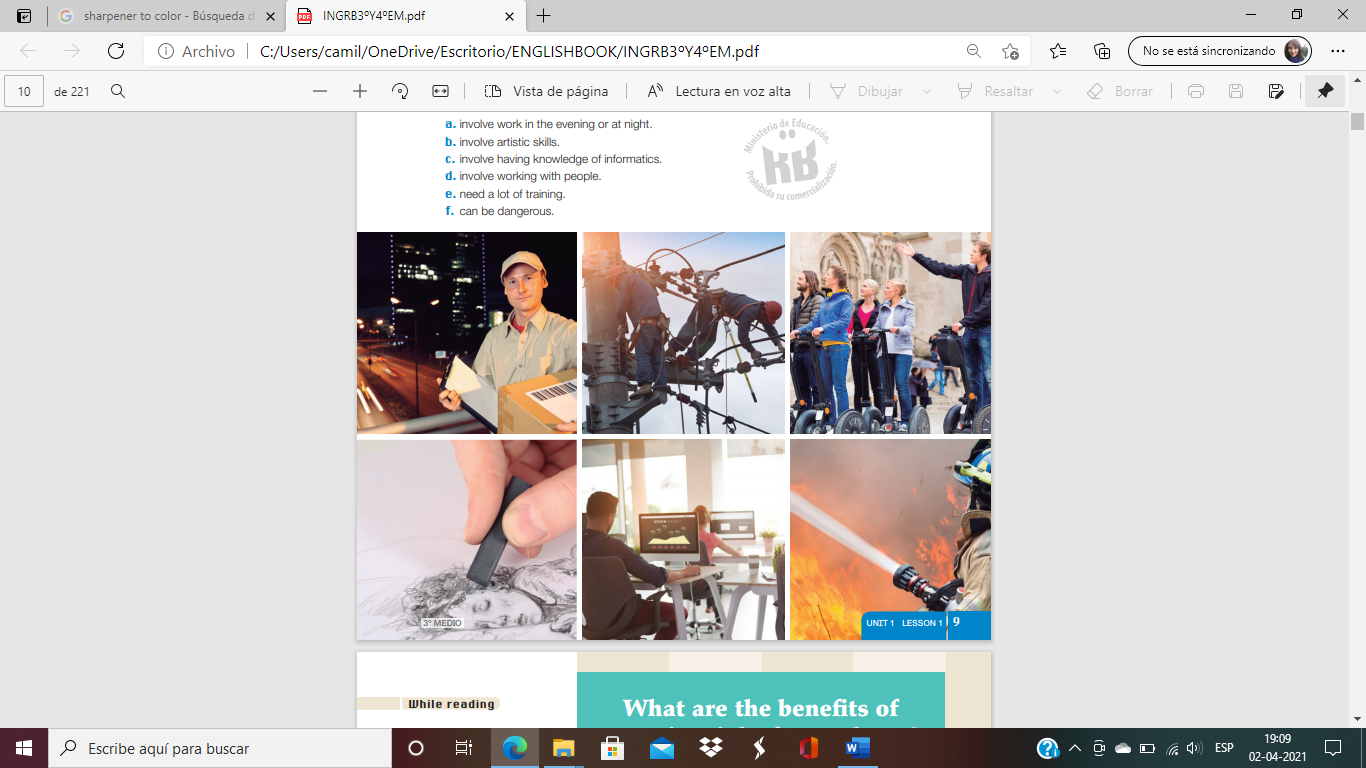 sharpener to color - Búsqueda d
INGRB3ºY4ºEM.pdf
Archivo
C:/Users/camil/OneDrive/Escritorio/ENGLISHBOOK/INGRB3ºY4ºEM.pdf
No se está sincronizando
10 de 221
Vista de página
Lectura en voz alta
Dibujar
Resaltar
Borrar
a. involve work in the evening or at night.
b. involve artistic skills.
c. involve having knowledge of informatics.
d. involve working with people.
e. need a lot of training.
f. can be dangerous.
Ministerio de Educación.
Prohibida su comercialización.
3º MEDIO
UNIT 1 LESSON 1 9
While reading
What are the benefits of
Escribe aquí para buscar
ESP
19:09
02-04-2021